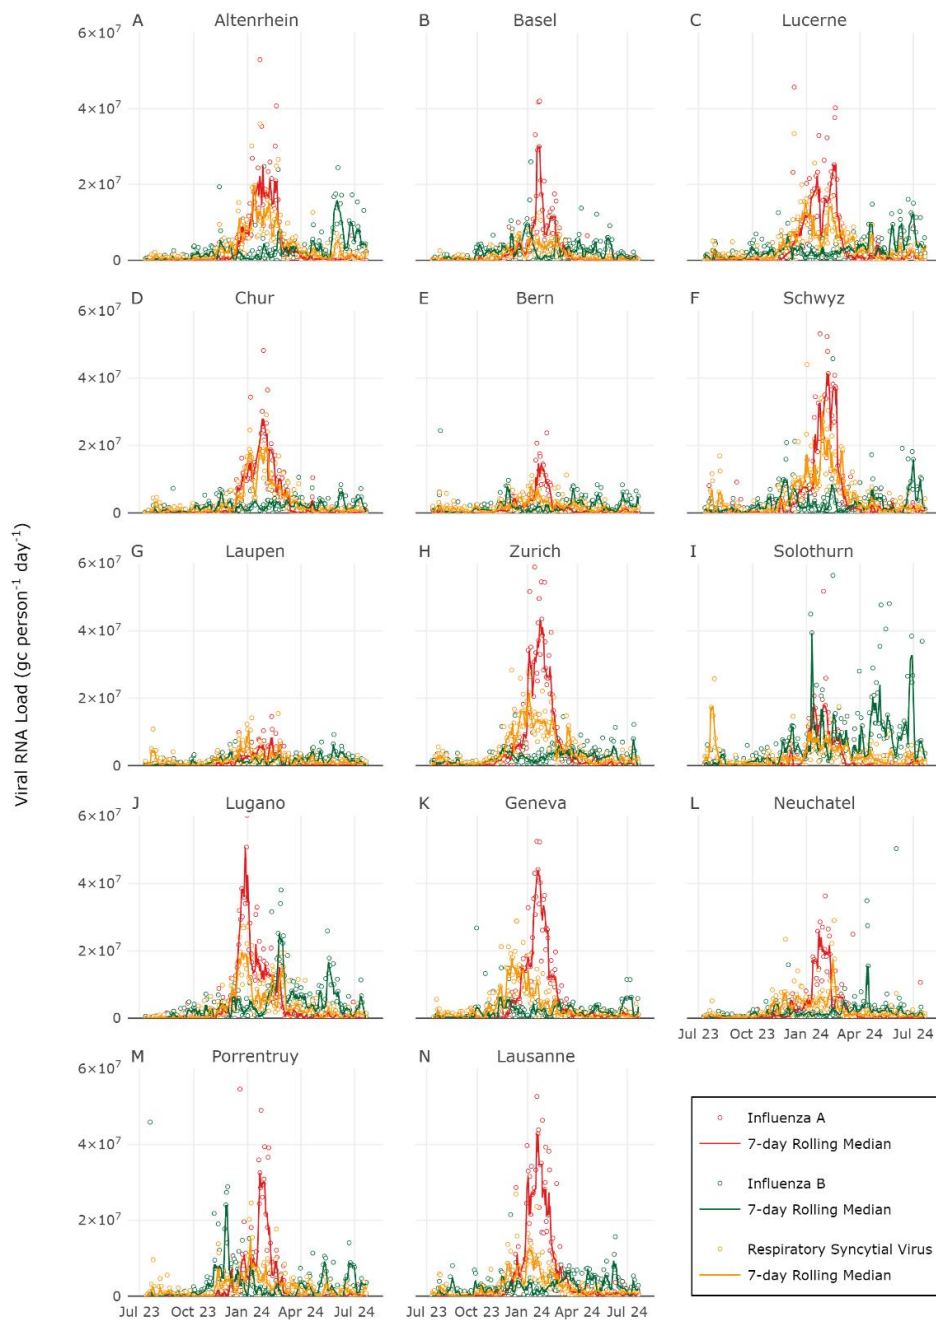 A Altenrhein
B Basel
C Lucerne
6×10⁷
4×10⁷
2×10⁷
0
D Chur
E Bern
F Schwyz
6×10⁷
4×10⁷
2×10⁷
0
G Laupen
H Zurich
I Solothurn
6×10⁷
4×10⁷
2×10⁷
0
Viral RNA Load (gc person⁻¹ day⁻¹)
J Lugano
K Geneva
L Neuchatel
6×10⁷
4×10⁷
2×10⁷
0
Jul 23 Oct 23 Jan 24 Apr 24 Jul 24
M Porrentruy
N Lausanne
6×10⁷
4×10⁷
2×10⁷
0
Jul 23 Oct 23 Jan 24 Apr 24 Jul 24
Oct 23 Jan 24 Apr 24 Jul 24
Influenza A
7-day Rolling Median
Influenza B
7-day Rolling Median
Respiratory Syncytial Virus
7-day Rolling Median